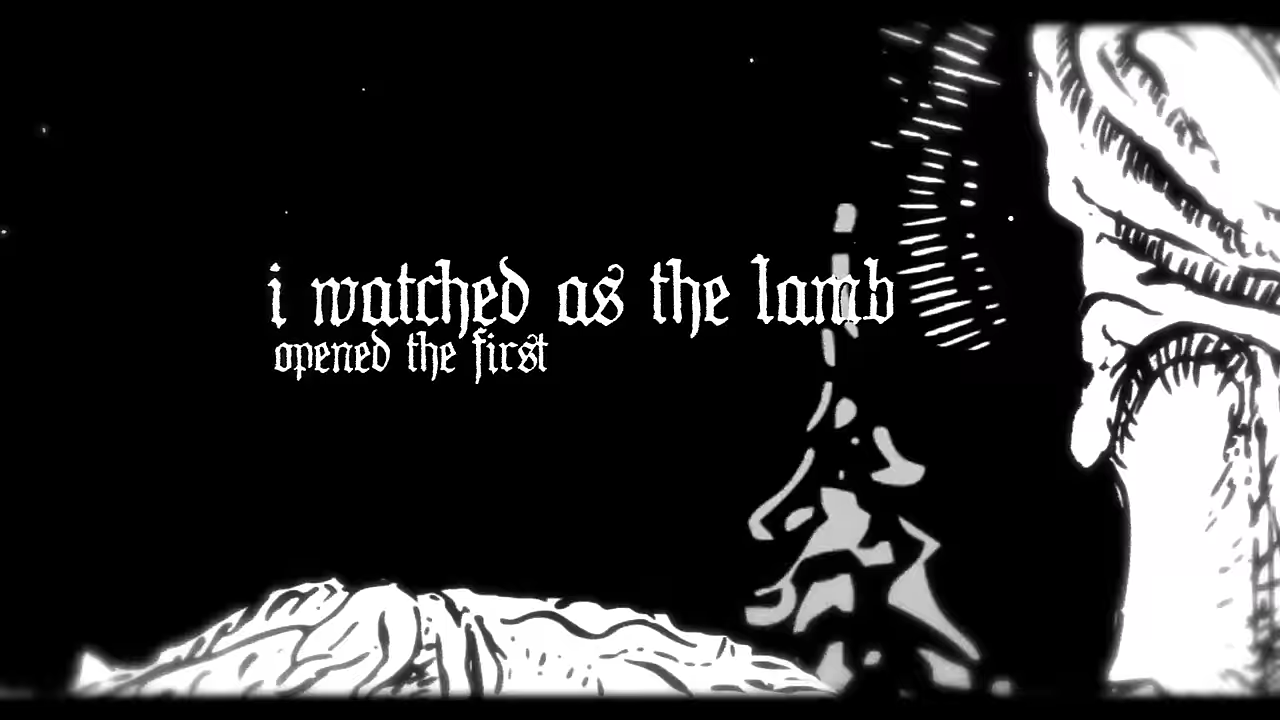 i watched as the lamb
opened the first